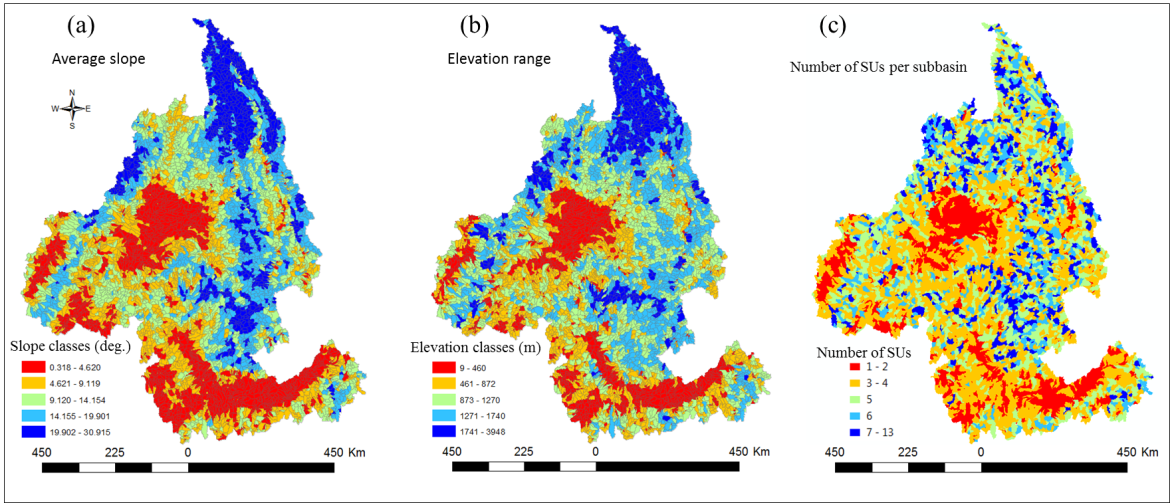 (a)
Average slope
N
W E
S
Slope classes (deg.)
0.318 - 4.620
4.621 - 9.119
9.120 - 14.154
14.155 - 19.901
19.902 - 30.915
450 225 0 450 Km
(b)
Elevation range
Elevation classes (m)
9 - 460
461 - 872
873 - 1270
1271 - 1740
1741 - 3948
450 225 0 450 Km
(c)
Number of SUs per subbasin
Number of SUs
1 - 2
3 - 4
5
6
7 - 13
450 225 0 450 Km